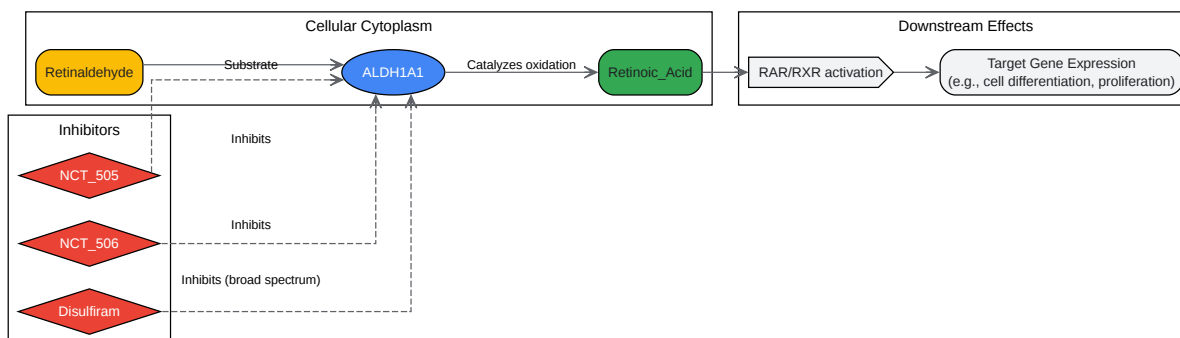 Cellular Cytoplasm
Downstream Effects
Retinaldehyde
Substrate
ALDH1A1
Catalyzes oxidation
Retinoic_Acid
RAR/RXR activation
Target Gene Expression
(e.g., cell differentiation, proliferation)
Inhibitors
Inhibits
NCT_505
Inhibits
NCT_506
Inhibits (broad spectrum)
Disulfiram